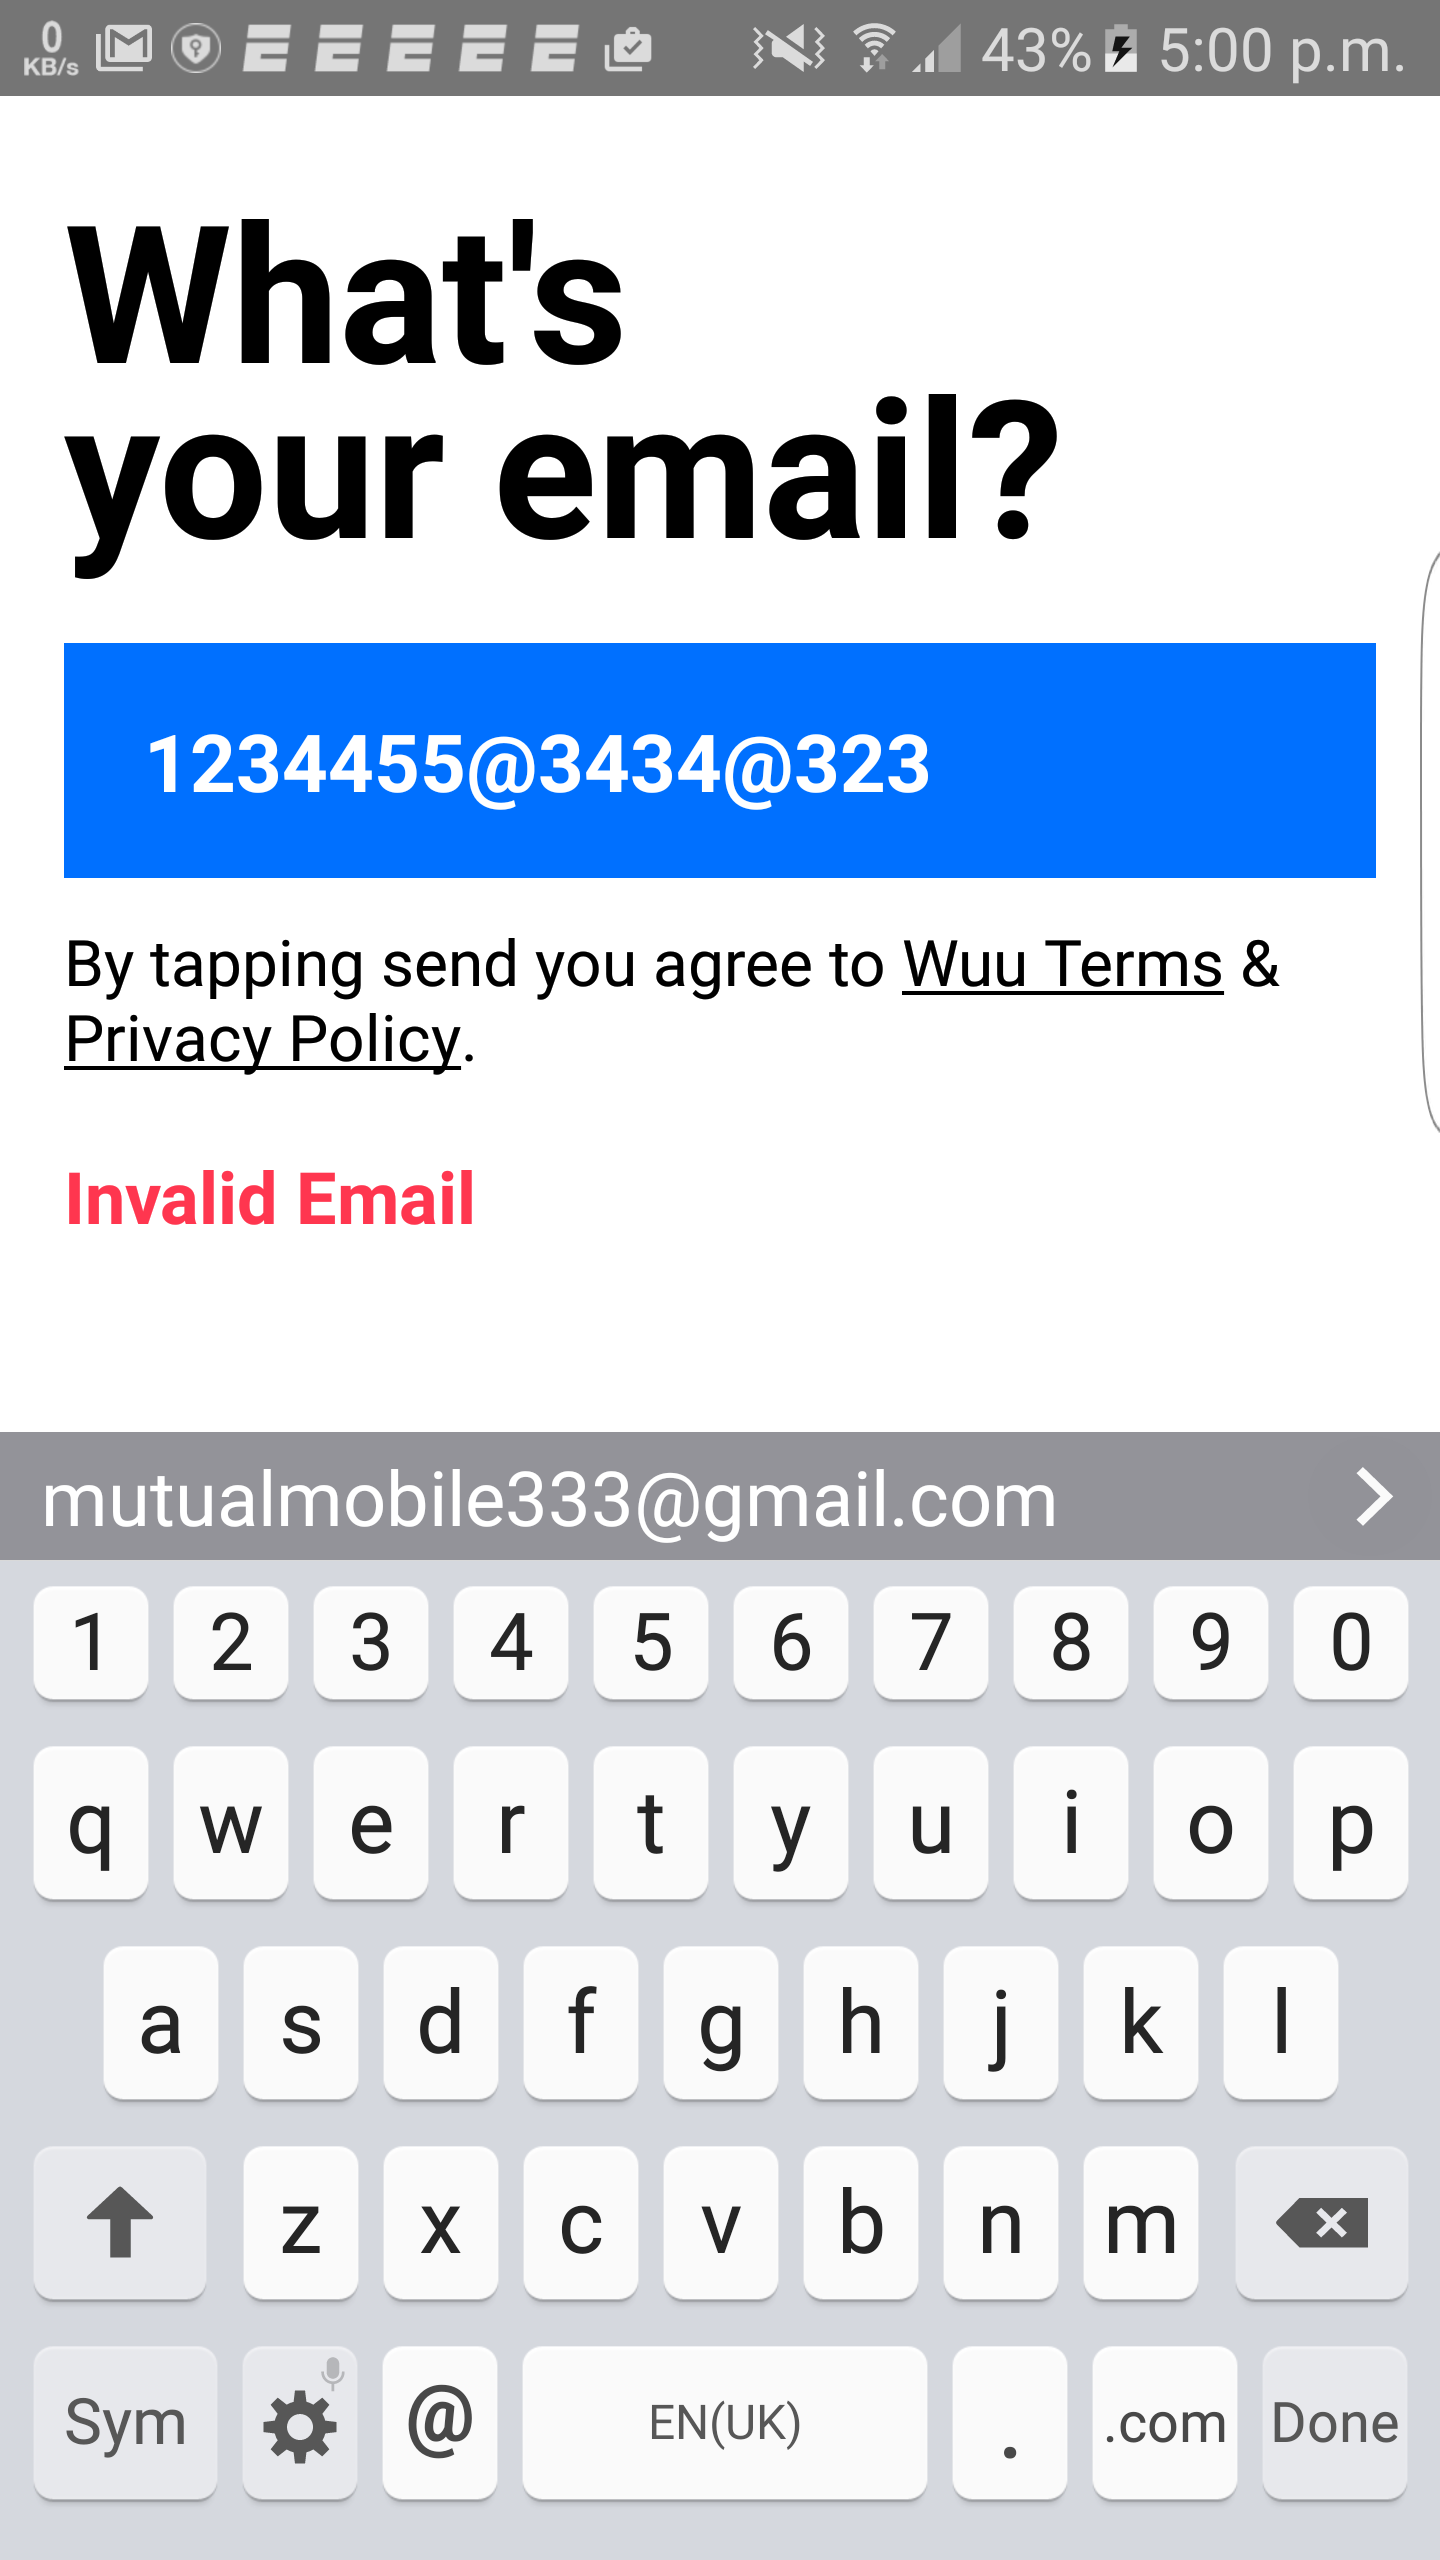 0
KB/s
43%
5:00 p.m.
What's
your email?
1234455@3434@323
By tapping send you agree to Wuu Terms &
Privacy Policy.
Invalid Email
mutualmobile333@gmail.com
1 2 3 4 5 6 7 8 9 0
q w e r t y u i o p
a s d f g h j k l
z x c v b n m
Sym @ EN(UK) . .com Done